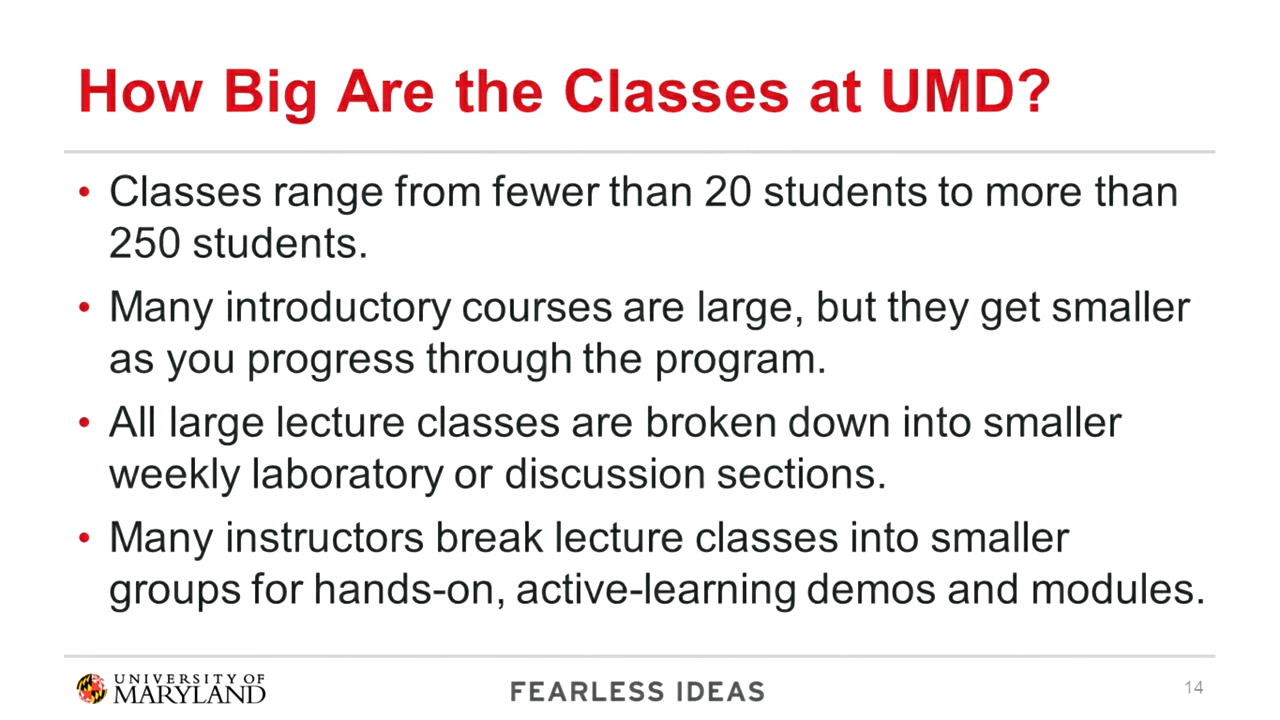 How Big Are the Classes at UMD?
• Classes range from fewer than 20 students to more than
250 students.
• Many introductory courses are large, but they get smaller
as you progress through the program.
• All large lecture classes are broken down into smaller
weekly laboratory or discussion sections.
• Many instructors break lecture classes into smaller
groups for hands-on, active-learning demos and modules.
UNIVERSITY OF
MARYLAND
FEARLESS IDEAS
14